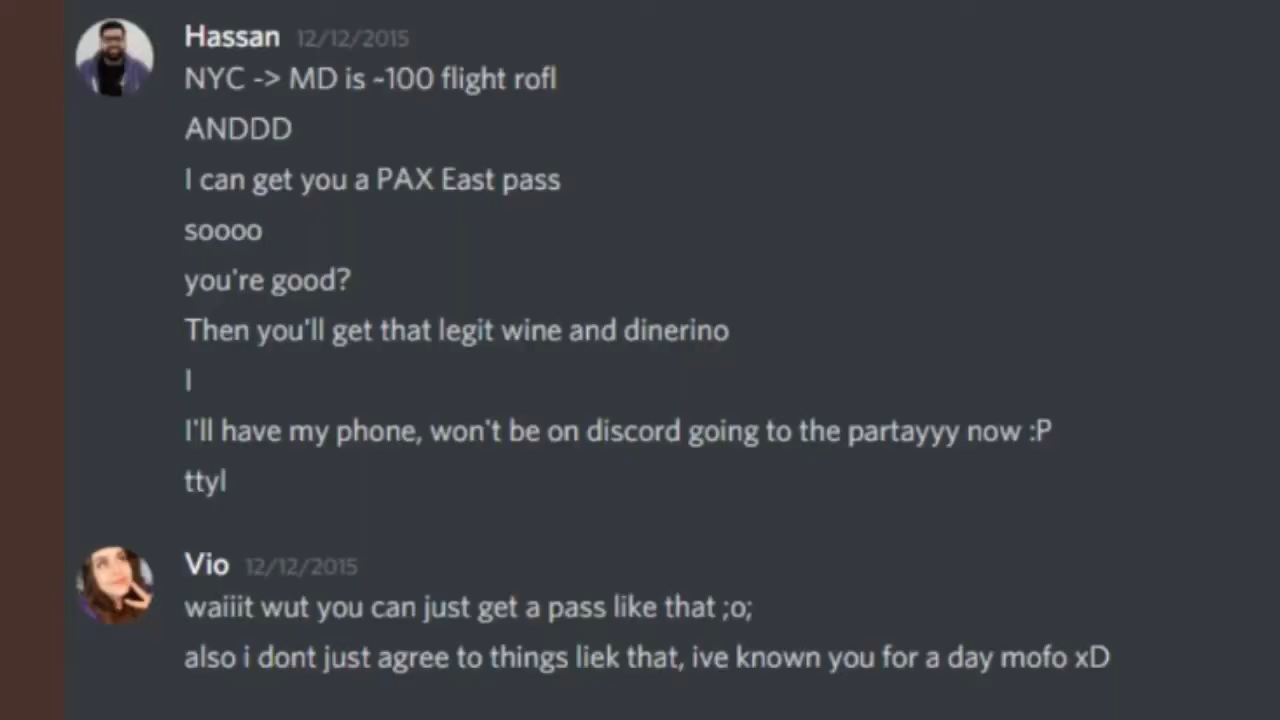 Hassan 12/12/2015
NYC -> MD is ~100 flight rofl
ANDDD
I can get you a PAX East pass
soooo
you're good?
Then you'll get that legit wine and dinerino
I
I'll have my phone, won't be on discord going to the partayyy now :P
ttyl
Vio 12/12/2015
waiiit wut you can just get a pass like that ;o;
also i dont just agree to things liek that, ive known you for a day mofo xD